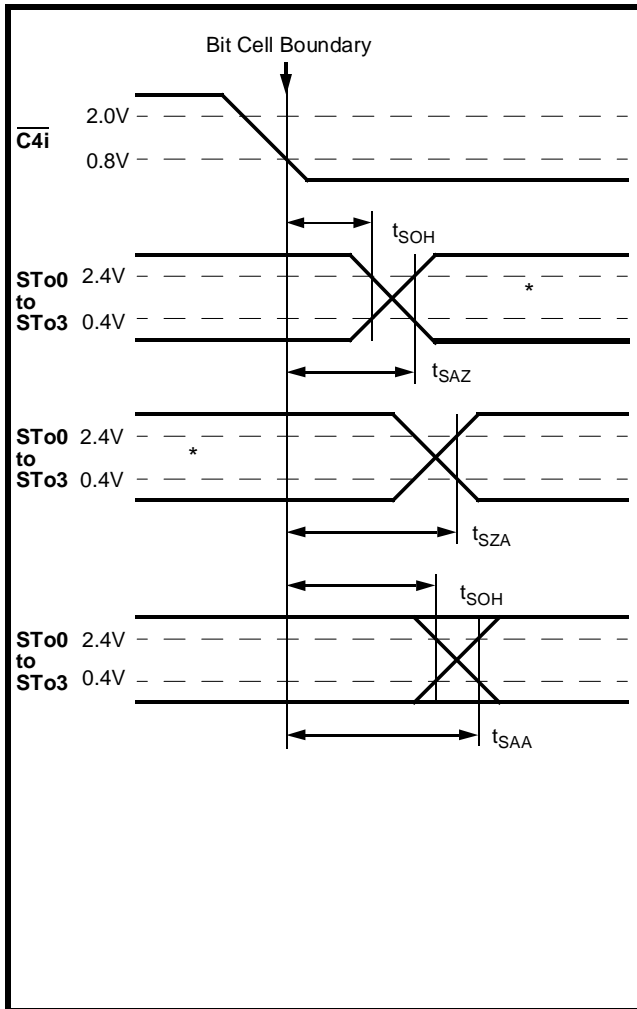 Bit Cell Boundary
C4i
2.0V
0.8V
tSOH
STo0
to
STo3
2.4V
0.4V
*
tSAZ
STo0
to
STo3
2.4V
0.4V
*
tSZA
tSOH
STo0
to
STo3
2.4V
0.4V
tSAA